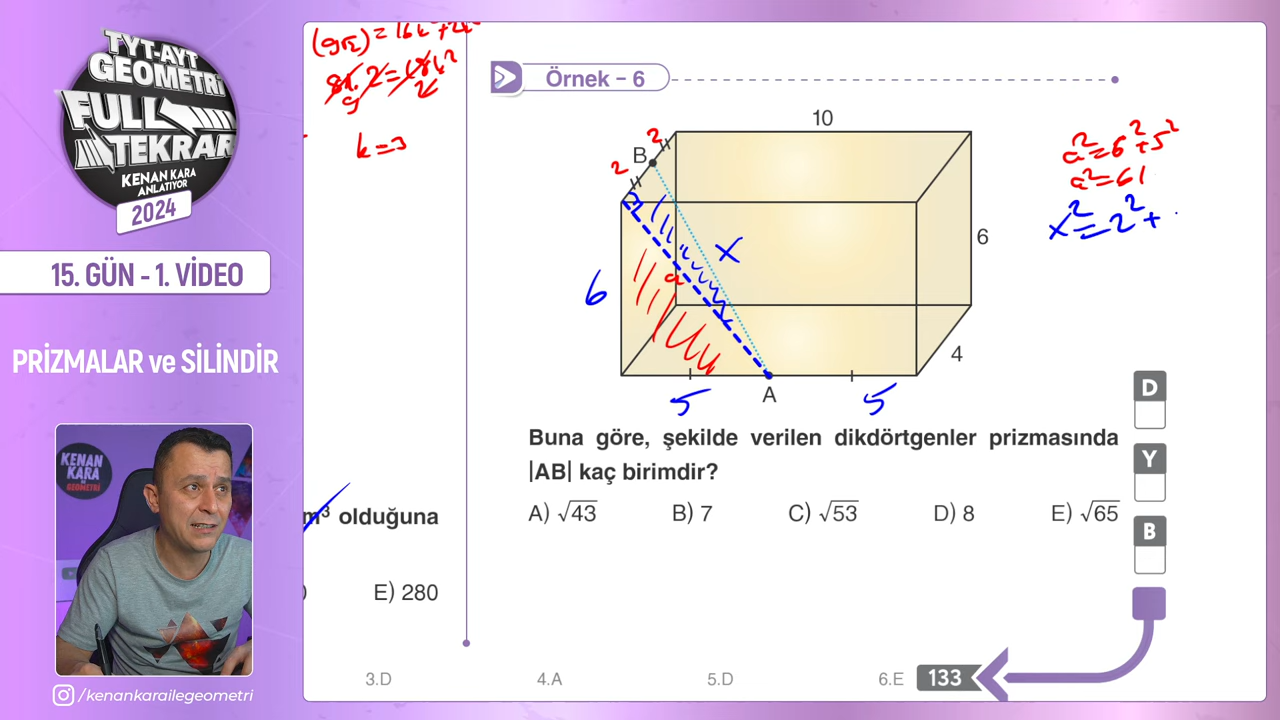 TYT-AYT
GEOMETRİ
FULL
TEKRAR
KENAN KARA
ANLATIYOR
2024
15. GÜN - 1. VİDEO
PRİZMALAR ve SİLİNDİR
KENAN
KARA
GEOMETRİ
/kenankarailegeometri
k=3
m³ olduğuna
) E) 280
Örnek – 6
10
B
2
2
6
x
a
6
4
A
5
5
a²=6²+5²
a²=61
x²=2²+
Buna göre, şekilde verilen dikdörtgenler prizmasında
|AB| kaç birimdir?
A) √43 B) 7 C) √53 D) 8 E) √65
D
Y
B
3.D 4.A 5.D 6.E 133